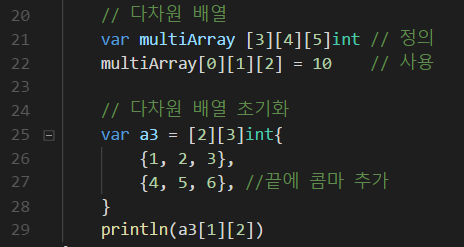 20 // 다차원 배열
21 var multiArray [3][4][5]int // 정의
22 multiArray[0][1][2] = 10    // 사용
23
24 // 다차원 배열 초기화
25 var a3 = [2][3]int{
26     {1, 2, 3},
27     {4, 5, 6}, //끝에 콤마 추가
28 }
29 println(a3[1][2])